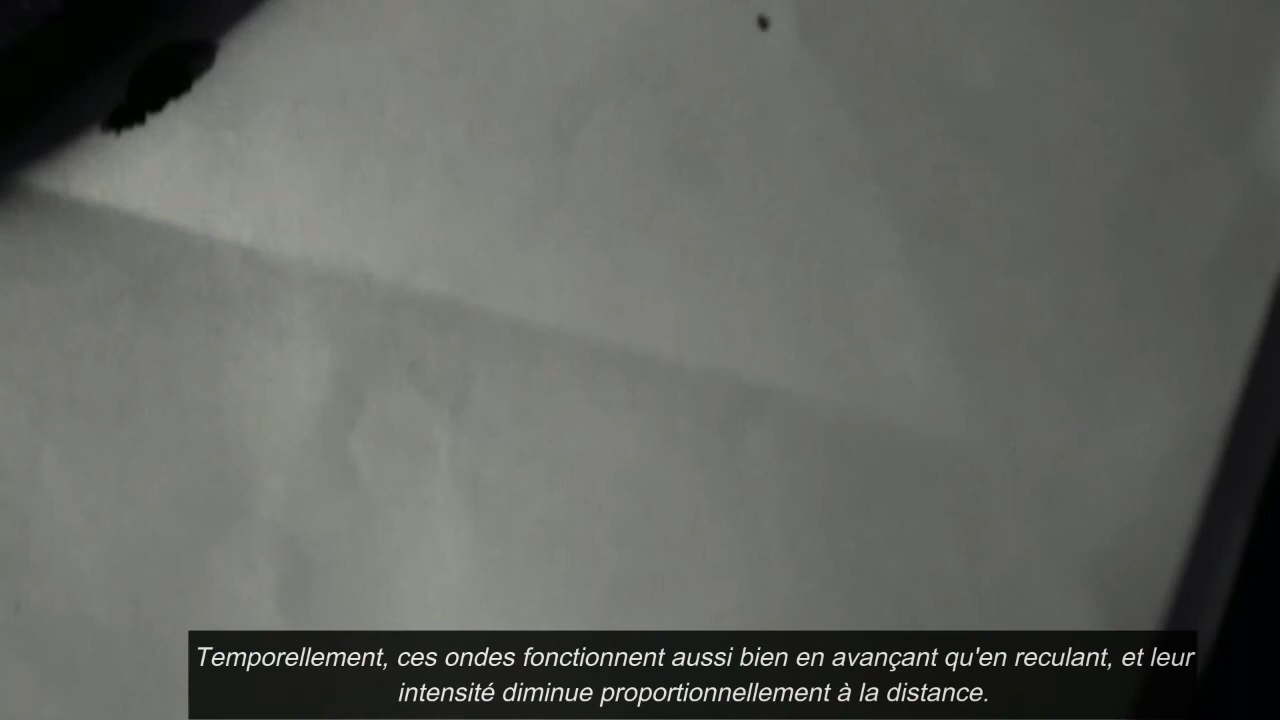 Temporellement, ces ondes fonctionnent aussi bien en avançant qu'en reculant, et leur
intensité diminue proportionnellement à la distance.